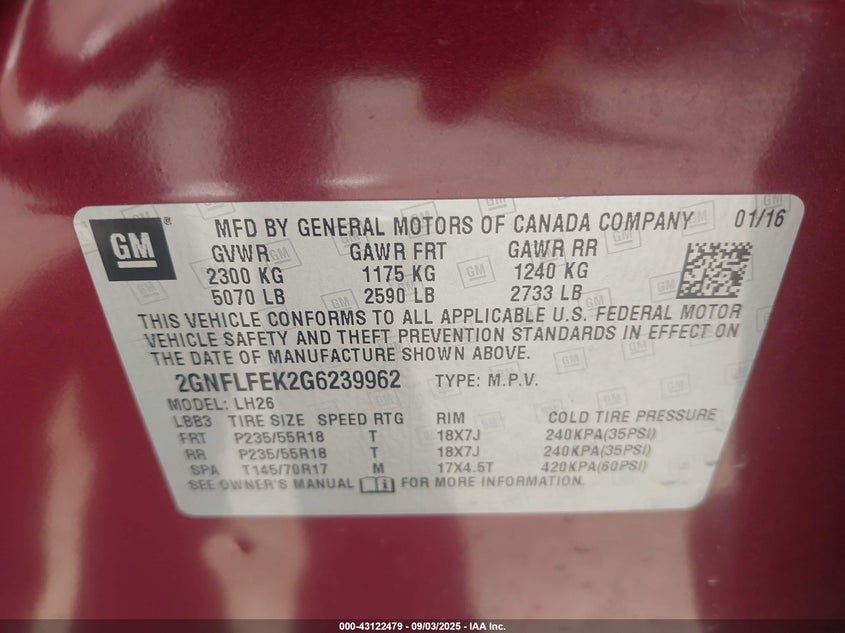 GM ® MFD BY GENERAL MOTORS OF CANADA COMPANY 01/16
GVWR GAWR FRT GAWR RR
2300 KG 1175 KG 1240 KG
5070 LB 2590 LB 2733 LB
THIS VEHICLE CONFORMS TO ALL APPLICABLE U.S. FEDERAL MOTOR
VEHICLE SAFETY AND THEFT PREVENTION STANDARDS IN EFFECT ON
THE DATE OF MANUFACTURE SHOWN ABOVE.
2GNFLFEK2G6239962 TYPE: M.P.V.
MODEL: LH26
LBB3 TIRE SIZE SPEED RTG RIM COLD TIRE PRESSURE
FRT P235/55R18 T 18X7J 240KPA(35PSI)
RR P235/55R18 T 18X7J 240KPA(35PSI)
SPA T145/70R17 M 17X4.5T 420KPA(60PSI)
SEE OWNER'S MANUAL i FOR MORE INFORMATION.
000-43122479 - 09/03/2025 - IAA Inc.